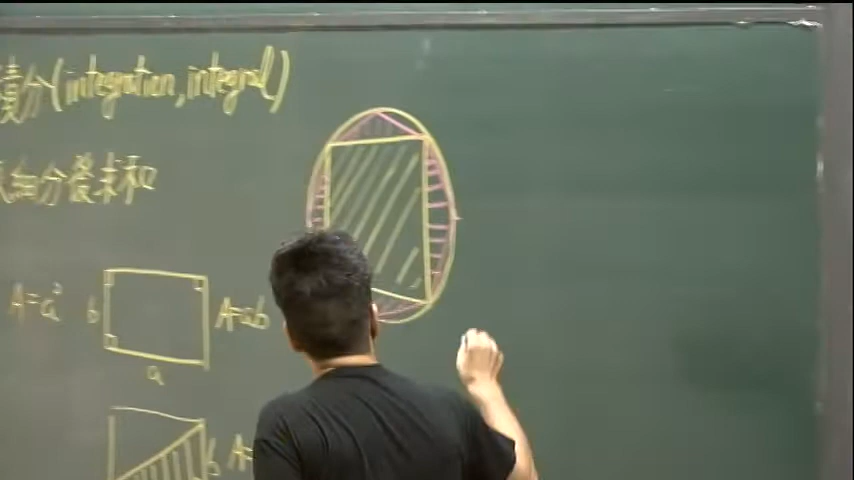 積分(integration, integral)
細分後求和
A=a²
b
A=ab
a
b
A=